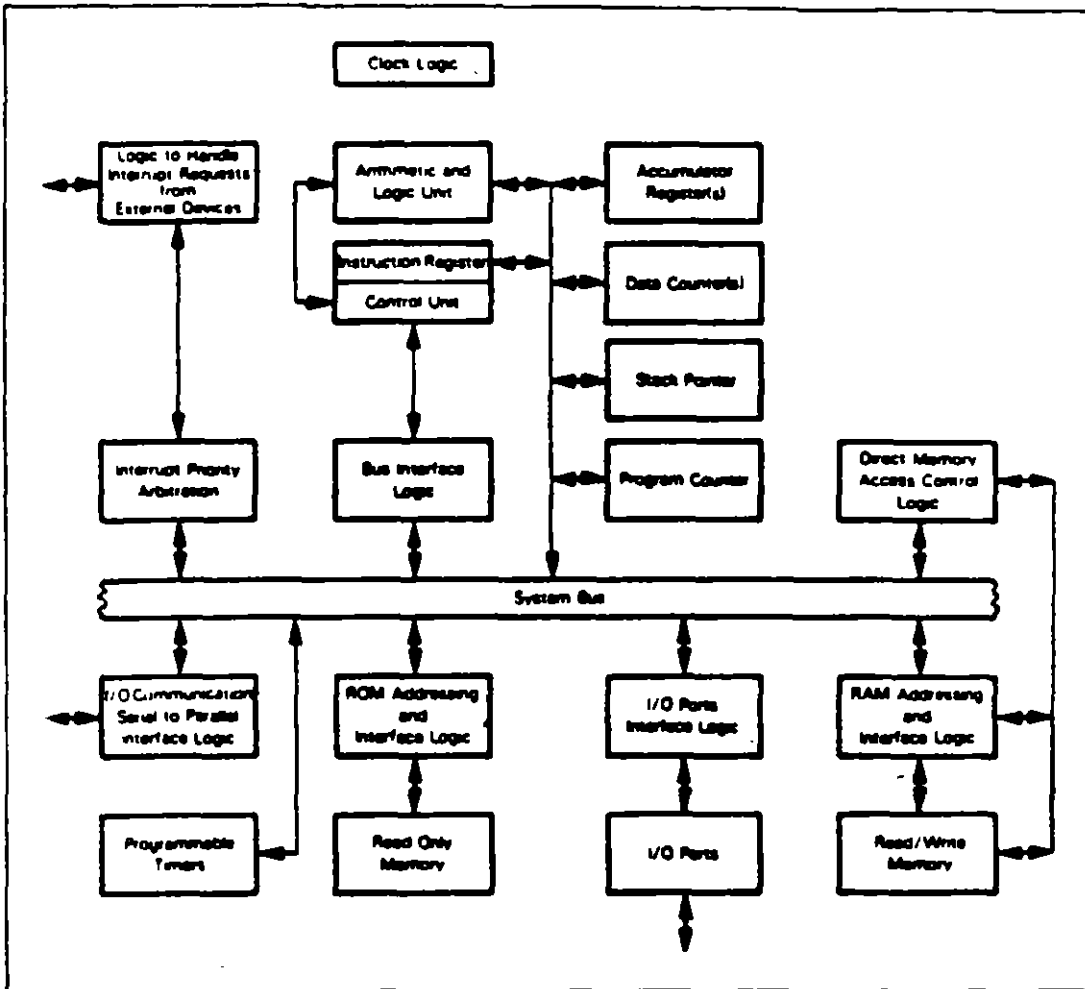 Clock Logic
Logic to Handle
Interrupt Requests
from
External Devices
Arithmetic and
Logic Unit
Accumulator
Register(s)
Instruction Register
Control Unit
Data Counter(s)
Stack Pointer
Interrupt Priority
Arbitration
Bus Interface
Logic
Program Counter
Direct Memory
Access Control
Logic
System Bus
I/O Communication
Serial to Parallel
Interface Logic
ROM Addressing
and
Interface Logic
I/O Ports
Interface Logic
RAM Addressing
and
Interface Logic
Programmable
Timers
Read Only
Memory
I/O Ports
Read/Write
Memory